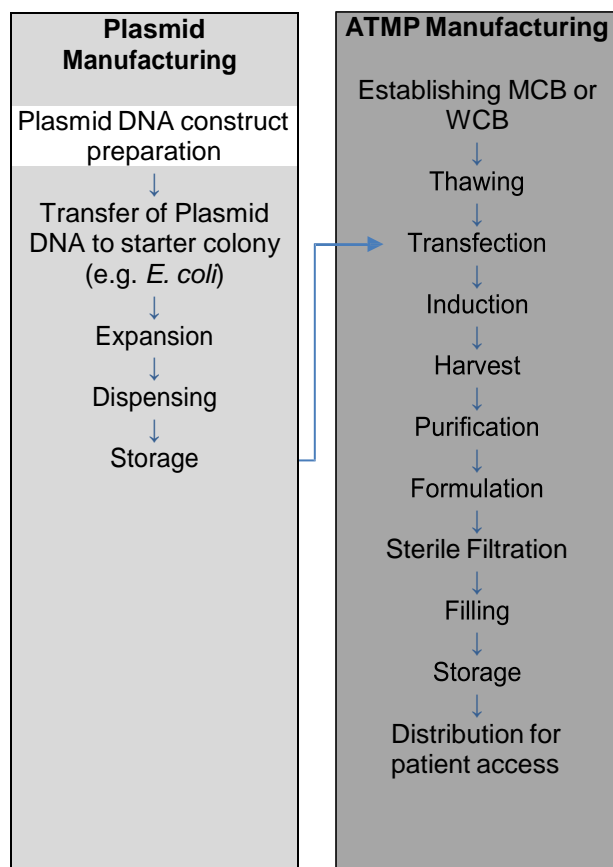 Plasmid
Manufacturing
Plasmid DNA construct
preparation
↓
Transfer of Plasmid
DNA to starter colony
(e.g. E. coli)
↓
Expansion
↓
Dispensing
↓
Storage
ATMP Manufacturing
Establishing MCB or
WCB
↓
Thawing
↓
Transfection
↓
Induction
↓
Harvest
↓
Purification
↓
Formulation
↓
Sterile Filtration
↓
Filling
↓
Storage
↓
Distribution for
patient access